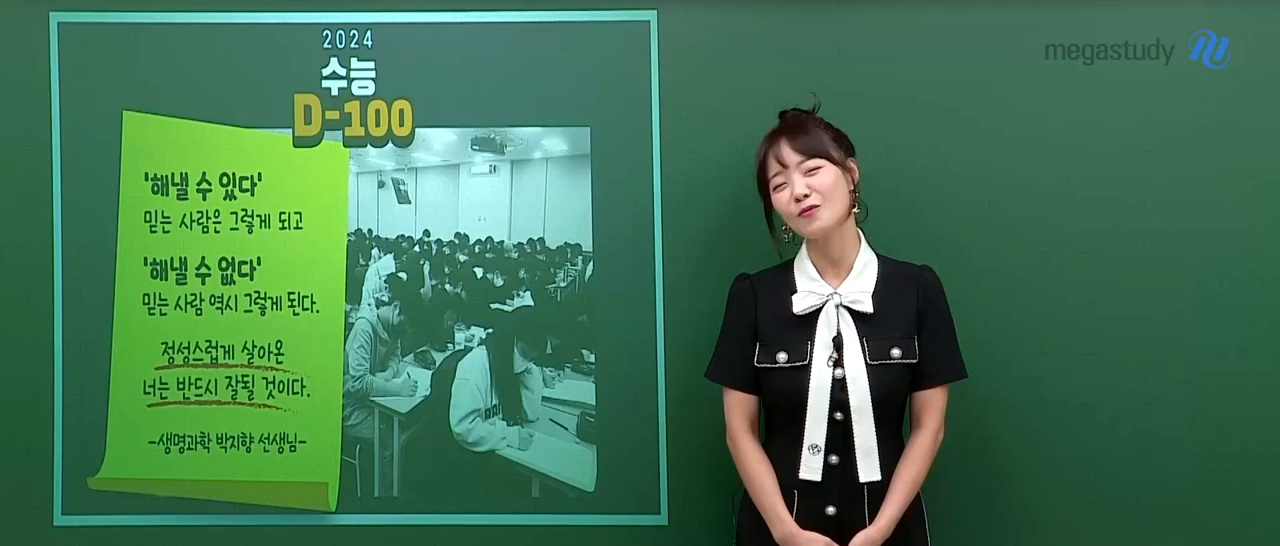 2024
수능
D-100
'해낼 수 있다'
믿는 사람은 그렇게 되고
'해낼 수 없다'
믿는 사람 역시 그렇게 된다.
정성스럽게 살아온
너는 반드시 잘될 것이다.
-생명과학 박지향 선생님-
megastudy